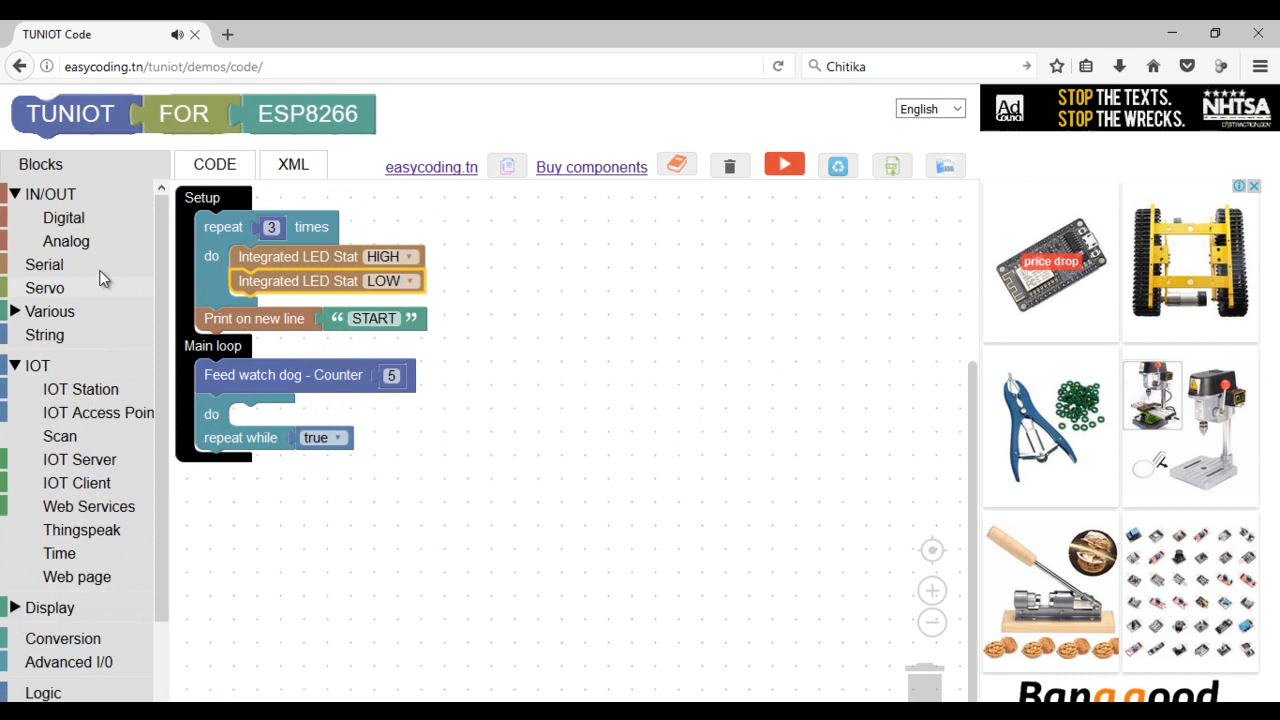 TUNIOT Code
easycoding.tn/tuniot/demos/code/
Chitika
TUNIOT FOR ESP8266
English
Ad
Council
STOP THE TEXTS.
STOP THE WRECKS.
NHTSA
Blocks
CODE
XML
easycoding.tn
Buy components
IN/OUT
Digital
Analog
Serial
Servo
Various
String
IOT
IOT Station
IOT Access Poin
Scan
IOT Server
IOT Client
Web Services
Thingspeak
Time
Web page
Display
Conversion
Advanced I/0
Logic
Setup
repeat 3 times
do Integrated LED Stat HIGH
Integrated LED Stat LOW
Print on new line “ START ”
Main loop
Feed watch dog - Counter 5
do
repeat while true
price drop
Banggood